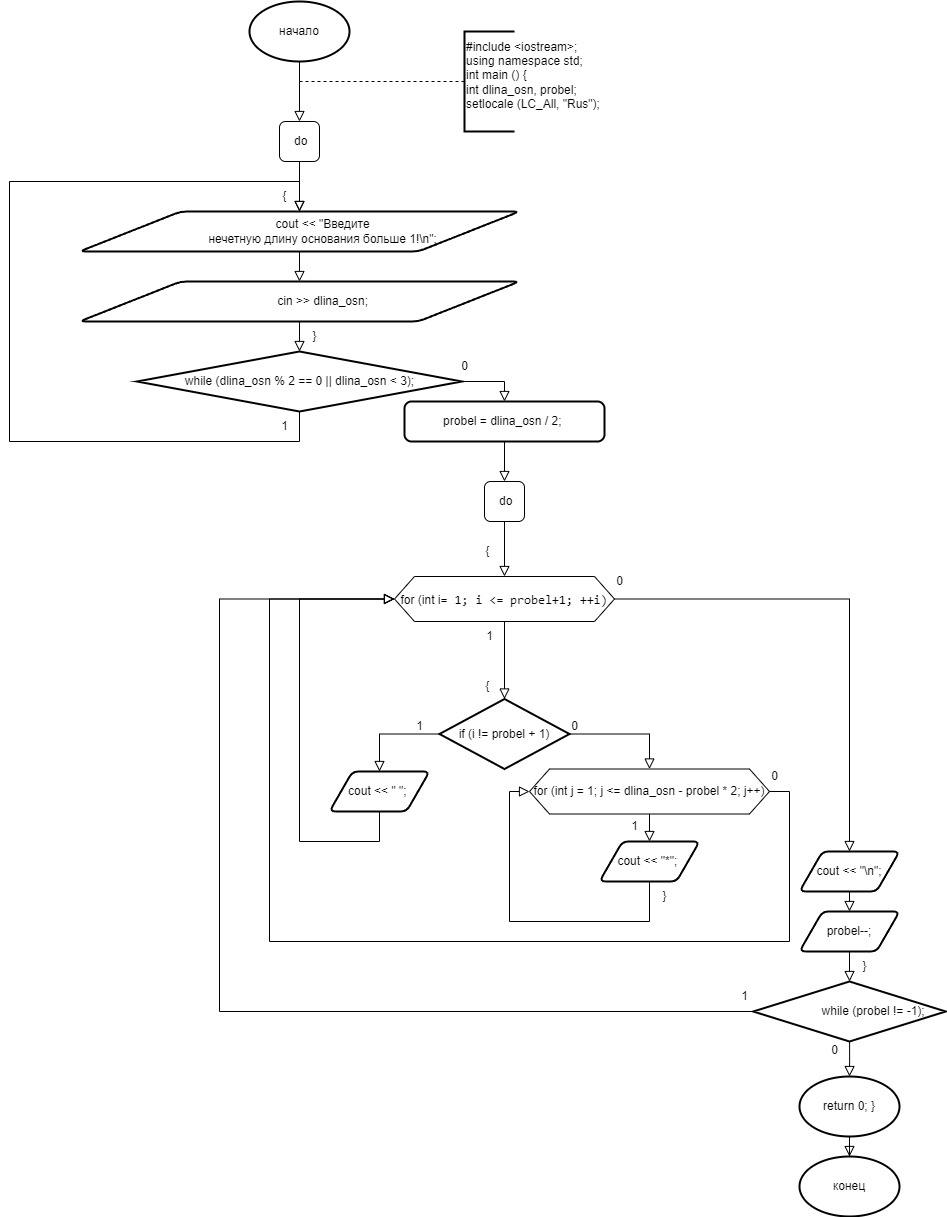 начало
#include <iostream>;
using namespace std;
int main () {
int dlina_osn, probel;
setlocale (LC_All, "Rus");
do
{
cout << "Введите
нечетную длину основания больше 1!\n";
cin >> dlina_osn;
}
while (dlina_osn % 2 == 0 || dlina_osn < 3);
0
1
probel = dlina_osn / 2;
do
{
for (int i= 1; i <= probel+1; ++i)
0
1
{
if (i != probel + 1)
1
0
cout << " ";
for (int j = 1; j <= dlina_osn - probel * 2; j++)
0
1
cout << "*";
}
cout << "\n";
probel--;
}
while (probel != -1);
1
0
return 0; }
конец